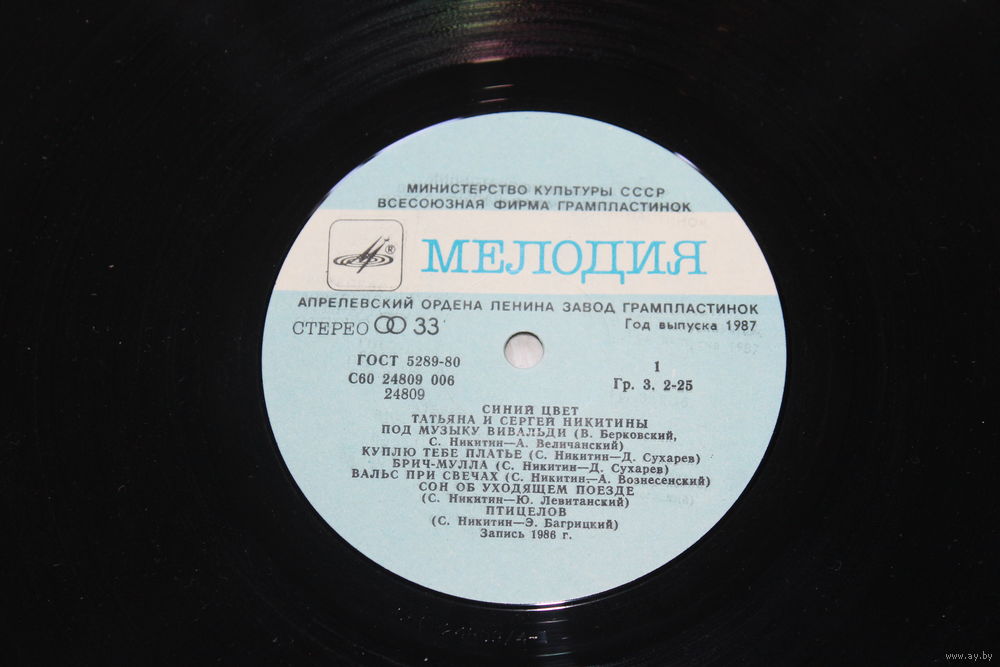 МИНИСТЕРСТВО КУЛЬТУРЫ СССР
ВСЕСОЮЗНАЯ ФИРМА ГРАМПЛАСТИНОК
® МЕЛОДИЯ
АПРЕЛЕВСКИЙ ОРДЕНА ЛЕНИНА ЗАВОД ГРАМПЛАСТИНОК
СТЕРЕО 33
Год выпуска 1987
ГОСТ 5289-80
С60 24809 006
24809
1
Гр. 3. 2-25
СИНИЙ ЦВЕТ
ТАТЬЯНА И СЕРГЕЙ НИКИТИНЫ
ПОД МУЗЫКУ ВИВАЛЬДИ (В. Берковский,
С. Никитин—А. Величанский)
КУПЛЮ ТЕБЕ ПЛАТЬЕ (С. Никитин—Д. Сухарев)
БРИЧ-МУЛЛА (С. Никитин—Д. Сухарев)
ВАЛЬС ПРИ СВЕЧАХ (С. Никитин—А. Вознесенский)
СОН ОБ УХОДЯЩЕМ ПОЕЗДЕ
(С. Никитин—Ю. Левитанский)
ПТИЦЕЛОВ
(С. Никитин—Э. Багрицкий)
Запись 1986 г.
www.ay.by